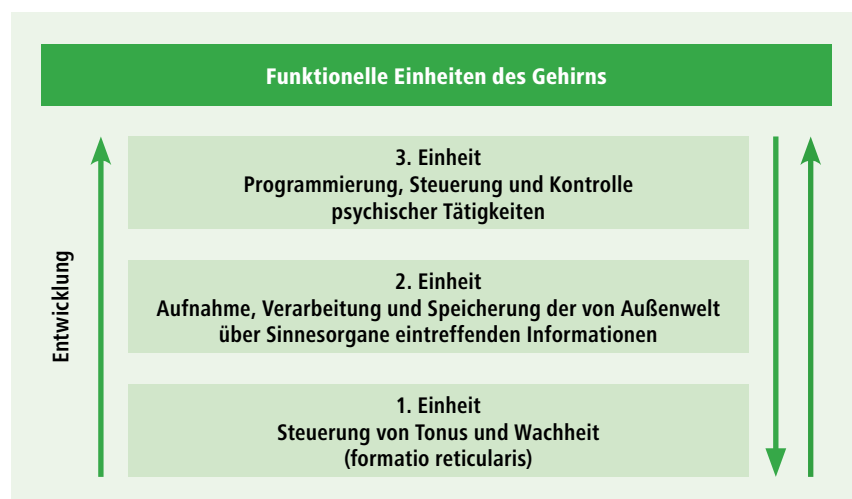 Funktionelle Einheiten des Gehirns
3. Einheit
Programmierung, Steuerung und Kontrolle
psychischer Tätigkeiten
2. Einheit
Aufnahme, Verarbeitung und Speicherung der von Außenwelt
über Sinnesorgane eintreffenden Informationen
1. Einheit
Steuerung von Tonus und Wachheit
(formatio reticularis)
Entwicklung